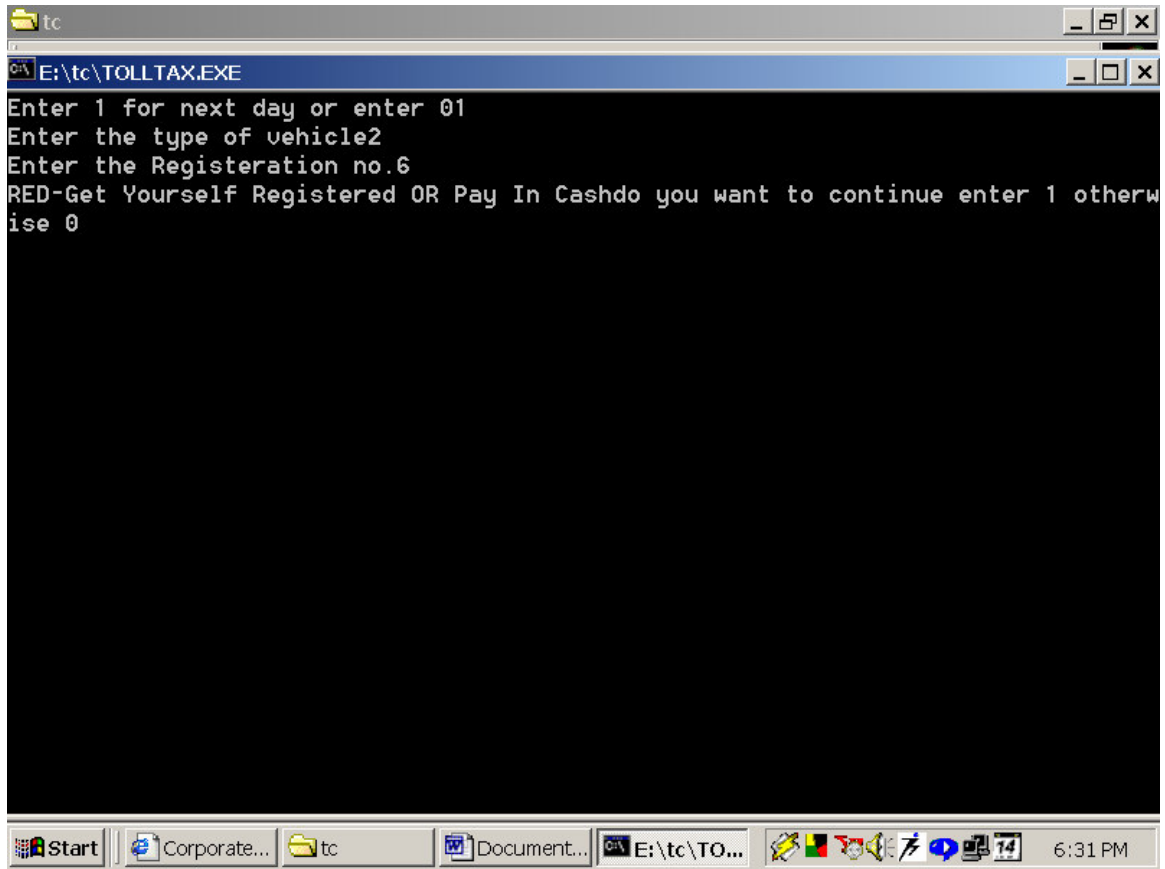 tc
E:\tc\TOLLTAX.EXE
Enter 1 for next day or enter 01
Enter the type of vehicle2
Enter the Registeration no.6
RED-Get Yourself Registered OR Pay In Cashdo you want to continue enter 1 otherw
ise 0
Start Corporate... tc Document... E:\tc\TO... 14 6:31 PM